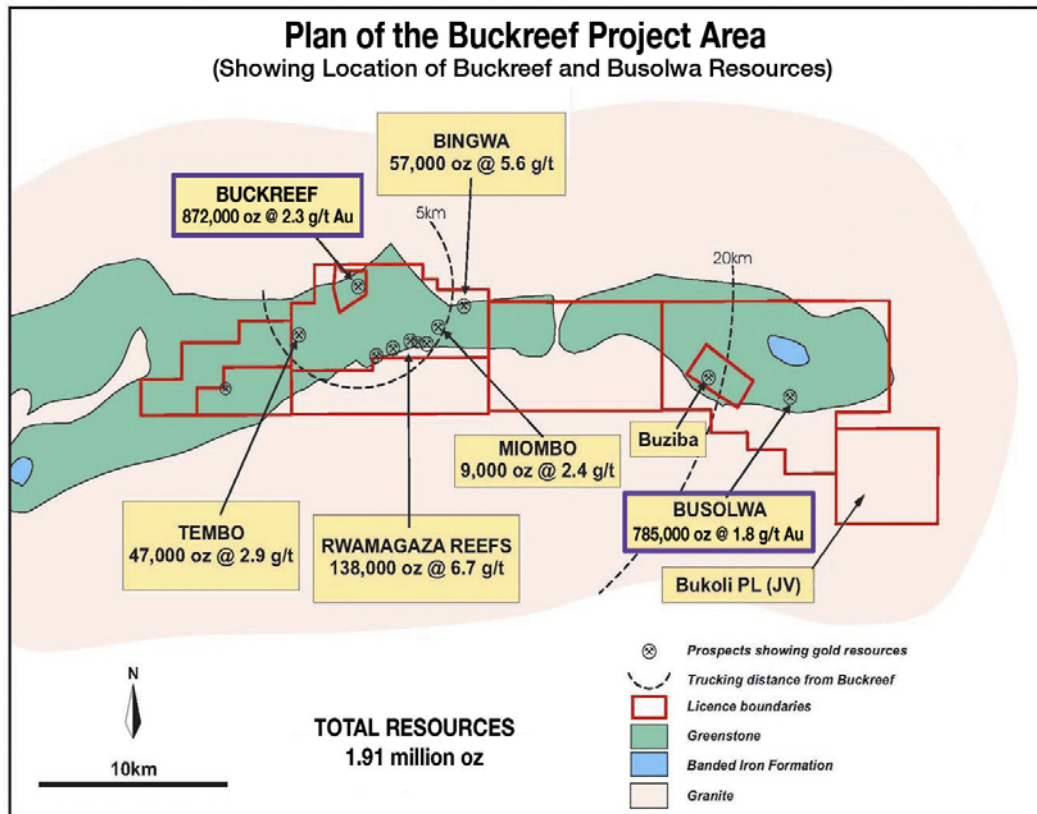 Plan of the Buckreef Project Area
(Showing Location of Buckreef and Busolwa Resources)
BINGWA
57,000 oz @ 5.6 g/t
BUCKREEF
872,000 oz @ 2.3 g/t Au
5km
20km
Buziba
MIOMBO
9,000 oz @ 2.4 g/t
BUSOLWA
785,000 oz @ 1.8 g/t Au
TEMBO
47,000 oz @ 2.9 g/t
RWAMAGAZA REEFS
138,000 oz @ 6.7 g/t
Bukoli PL (JV)
N
10km
TOTAL RESOURCES
1.91 million oz
Prospects showing gold resources
Trucking distance from Buckreef
Licence boundaries
Greenstone
Banded Iron Formation
Granite